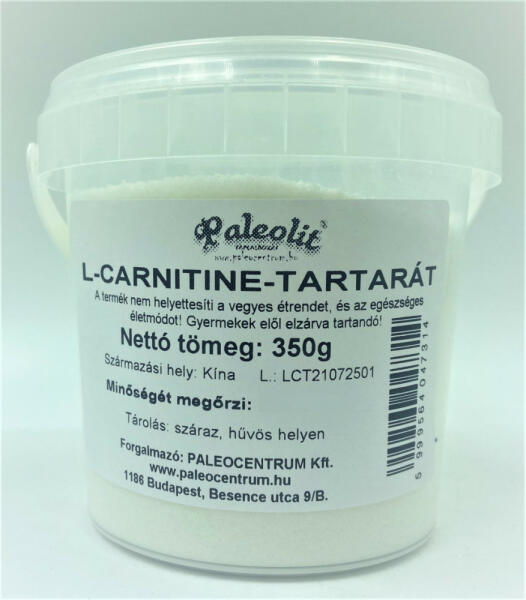 Paleolit
TÁPLÁLKOZÁS
www.paleocentrum.hu
L-CARNITINE-TARTARÁT
A termék nem helyettesíti a vegyes étrendet, és az egészséges
életmódot! Gyermekek elől elzárva tartandó!
Nettó tömeg: 350g
Származási hely: Kína L.: LCT21072501
Minőségét megőrzi:
Tárolás: száraz, hűvös helyen
Forgalmazó: PALEOCENTRUM Kft.
www.paleocentrum.hu
1186 Budapest, Besence utca 9/B.
5 999564 047314